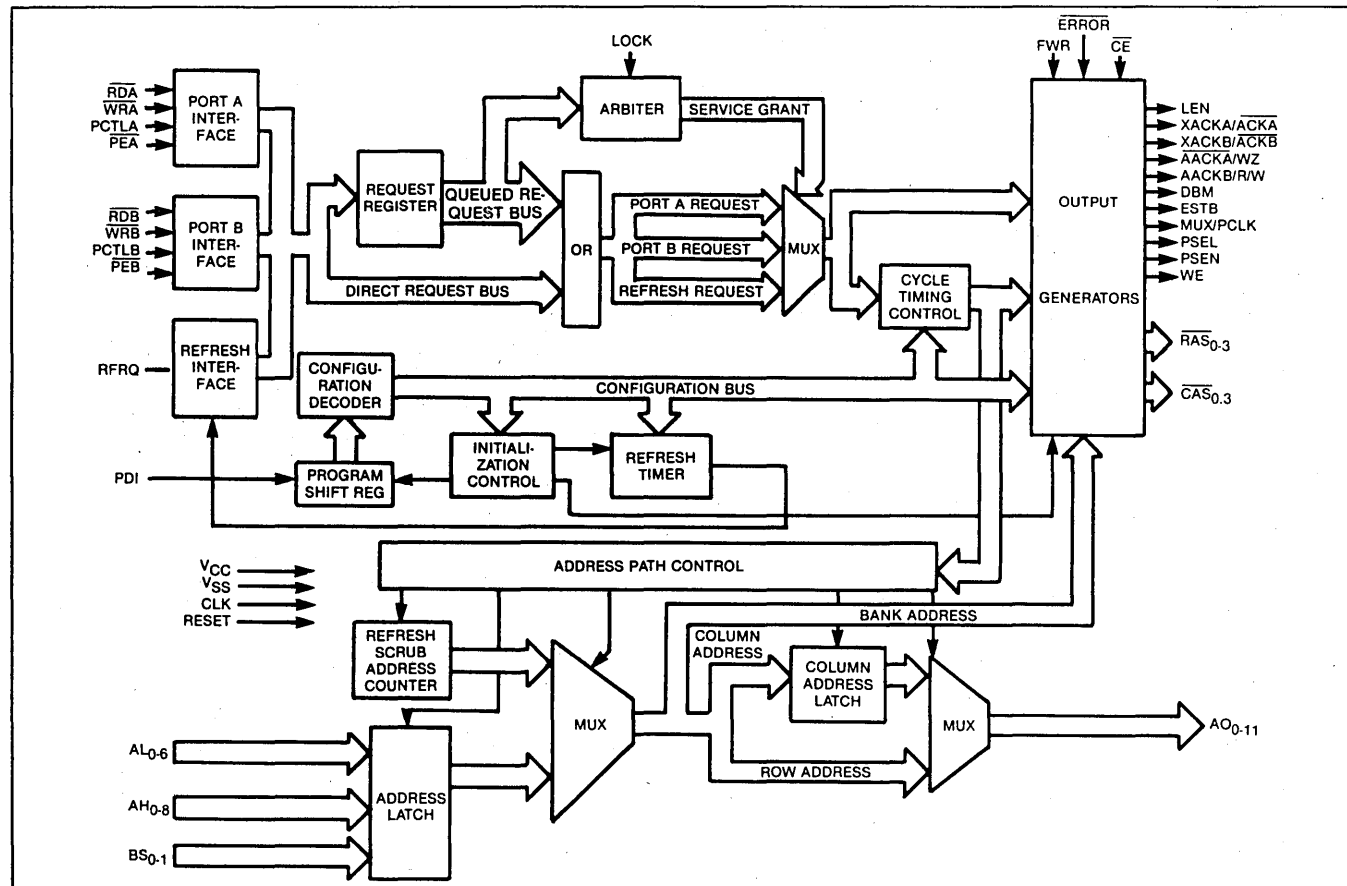 LOCK
ERROR
FWR
CE
RDA
WRA
PCTLA
PEA
PORT A
INTER-
FACE
ARBITER
SERVICE GRANT
LEN
XACKA/ACKA
XACKB/ACKB
AACKA/WZ
AACKB/R/W
DBM
ESTB
MUX/PCLK
PSEL
PSEN
WE
REQUEST
REGISTER
QUEUED RE-
QUEST BUS
OR
PORT A REQUEST
PORT B REQUEST
REFRESH REQUEST
MUX
OUTPUT
GENERATORS
RDB
WRB
PCTLB
PEB
PORT B
INTER-
FACE
DIRECT REQUEST BUS
CYCLE
TIMING
CONTROL
RAS0-3
CAS0.3
RFRQ
REFRESH
INTER-
FACE
CONFIGU-
RATION
DECODER
CONFIGURATION BUS
PDI
PROGRAM
SHIFT REG
INITIALI-
ZATION
CONTROL
REFRESH
TIMER
VCC
VSS
CLK
RESET
ADDRESS PATH CONTROL
BANK ADDRESS
REFRESH
SCRUB
ADDRESS
COUNTER
COLUMN
ADDRESS
COLUMN
ADDRESS
LATCH
MUX
MUX
AO0-11
ROW ADDRESS
AL0-6
AH0-8
BS0-1
ADDRESS
LATCH